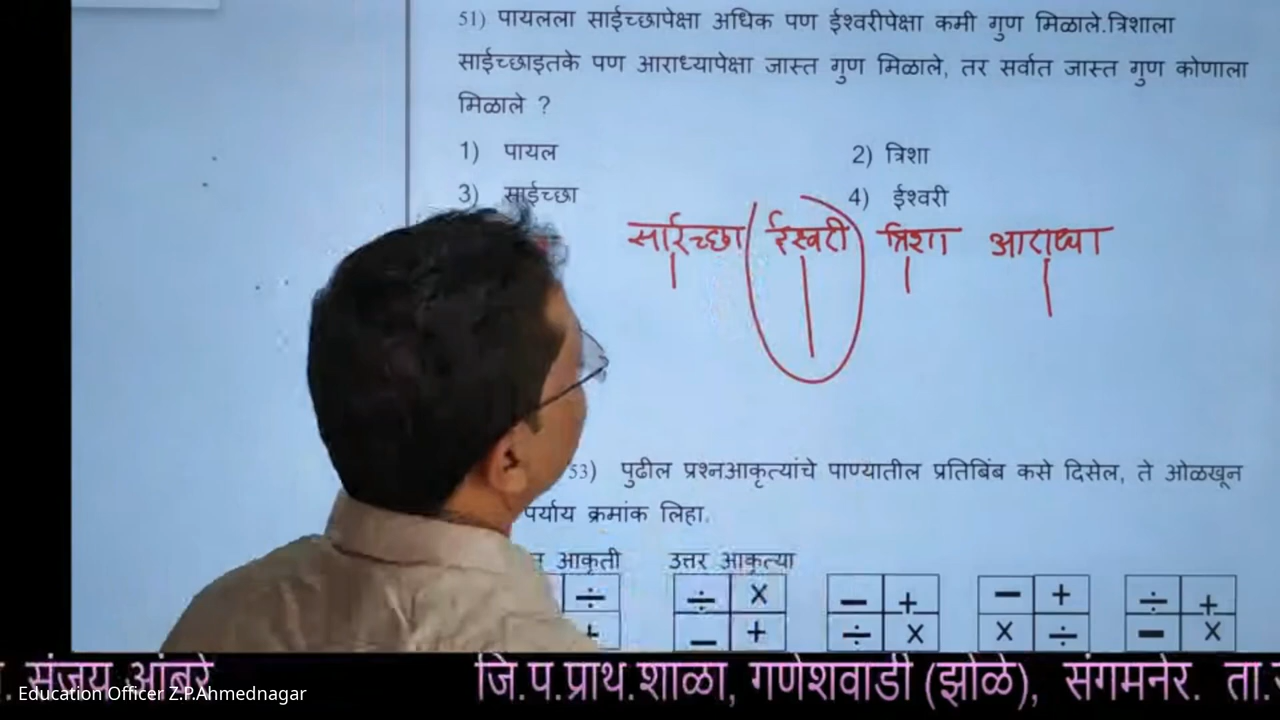 51) पायलला साईच्छापेक्षा अधिक पण ईश्वरीपेक्षा कमी गुण मिळाले.त्रिशाला
साईच्छाइतके पण आराध्यापेक्षा जास्त गुण मिळाले, तर सर्वात जास्त गुण कोणाला
मिळाले ?
1) पायल 2) त्रिशा
3) साईच्छा 4) ईश्वरी
साईच्छा ईस्वरी त्रिशा आराध्या
53) पुढील प्रश्नआकृत्यांचे पाण्यातील प्रतिबिंब कसे दिसेल, ते ओळखून
पर्याय क्रमांक लिहा.
आकृती उत्तर आकृत्या
÷ ÷ × − + − + ÷ +
+ − + ÷ × × ÷ − ×
. संजय आंबरे जि.प.प्राथ.शाळा, गणेशवाडी (झोळे), संगमनेर. ता.
Education Officer Z.P.Ahmednagar